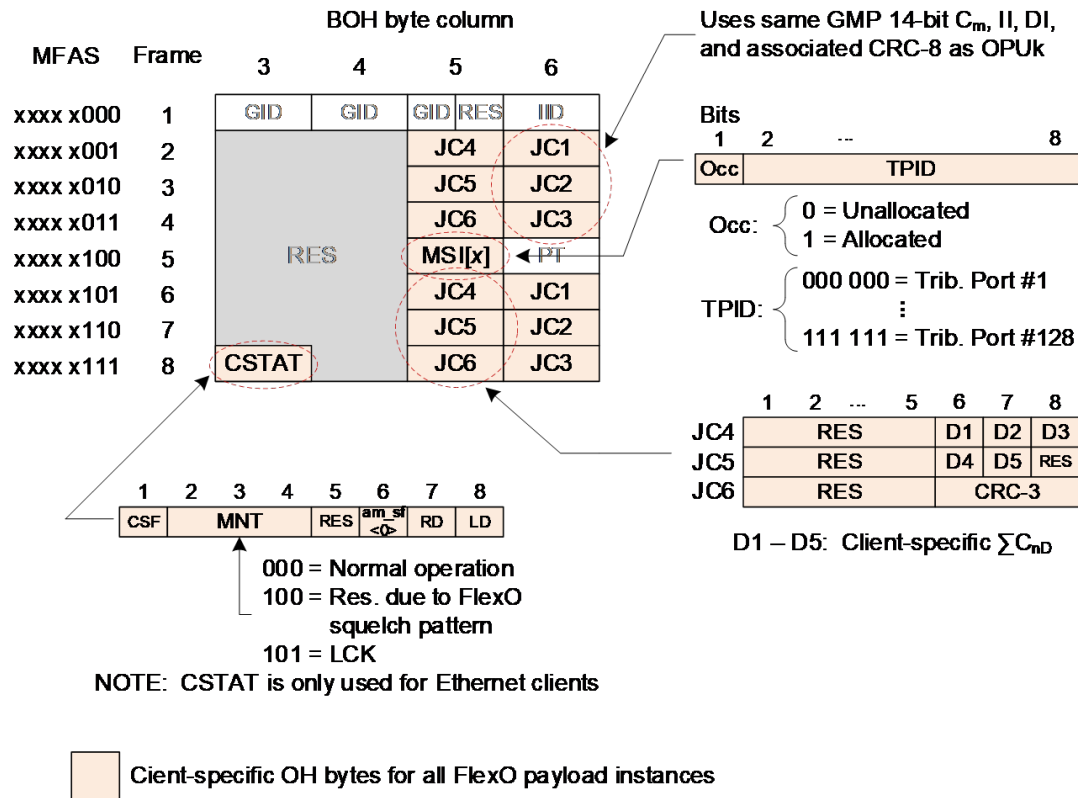 BOH byte column
MFAS Frame 3 4 5 6
xxxx x000 1 GID GID GID RES IID
xxxx x001 2 JC4 JC1
xxxx x010 3 JC5 JC2
xxxx x011 4 JC6 JC3
xxxx x100 5 RES MSI[x] PT
xxxx x101 6 JC4 JC1
xxxx x110 7 JC5 JC2
xxxx x111 8 CSTAT JC6 JC3
Uses same GMP 14-bit Cm, II, DI,
and associated CRC-8 as OPUk
Bits
1 2 --- 8
Occ TPID
Occ: 0 = Unallocated
1 = Allocated
TPID: 000 000 = Trib. Port #1
⋮
111 111 = Trib. Port #128
1 2 --- 5 6 7 8
JC4 RES D1 D2 D3
JC5 RES D4 D5 RES
JC6 RES CRC-3
D1 – D5: Client-specific ∑CnD
1 2 3 4 5 6 7 8
CSF MNT RES am_sf <0> RD LD
000 = Normal operation
100 = Res. due to FlexO
squelch pattern
101 = LCK
NOTE: CSTAT is only used for Ethernet clients
Cient-specific OH bytes for all FlexO payload instances